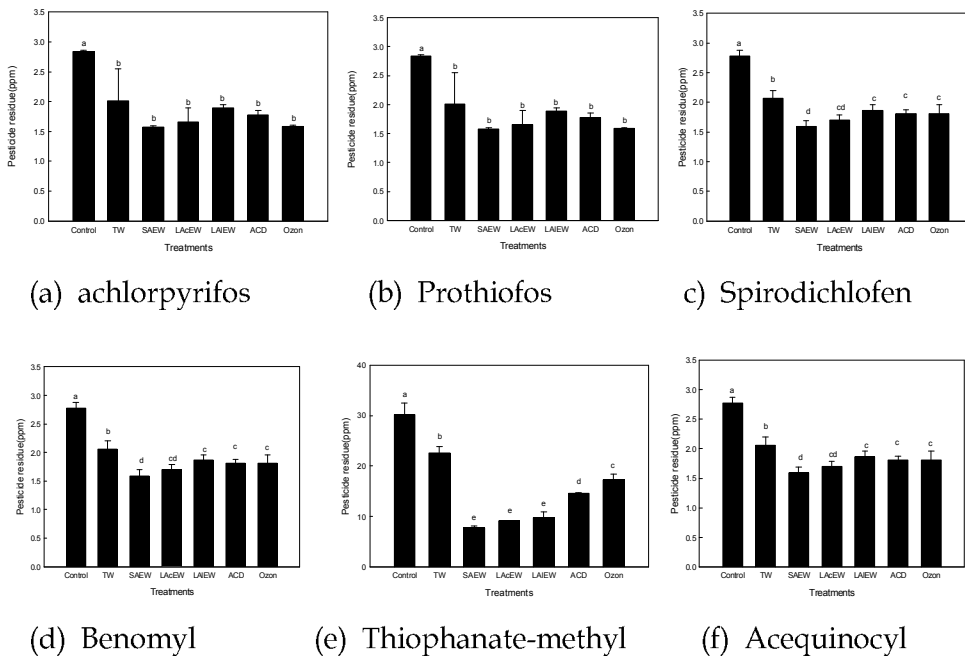 3.5
3.0
2.5
2.0
1.5
1.0
0.5
0.0
Pesticide residue(ppm)
a b b b b b b
Control TW SAEW LAcEW LAlEW ACD Ozon
Treatments
(a) achlorpyrifos
3.5
3.0
2.5
2.0
1.5
1.0
0.5
0.0
Pesticide residue(ppm)
a b b b b b b
Control TW SAEW LAcEW LAlEW ACD Ozon
Treatments
(b) Prothiofos
3.5
3.0
2.5
2.0
1.5
1.0
0.5
0.0
Pesticide residue(ppm)
a b d cd c c c
Control TW SAEW LAcEW LAlEW ACD Ozon
Treatments
c) Spirodichlofen
3.5
3.0
2.5
2.0
1.5
1.0
0.5
0.0
Pesticide residue(ppm)
a b d cd c c c
Control TW SAEW LAcEW LAlEW ACD Ozon
Treatments
(d) Benomyl
40
30
20
10
0
Pesticide residue(ppm)
a b e e e d c
Control TW SAEW LAcEW LAlEW ACD Ozon
Treatments
(e) Thiophanate-methyl
3.5
3.0
2.5
2.0
1.5
1.0
0.5
0.0
Pesticide residue(ppm)
a b d cd c c c
Control TW SAEW LAcEW LAlEW ACD Ozon
Treatments
(f) Acequinocyl